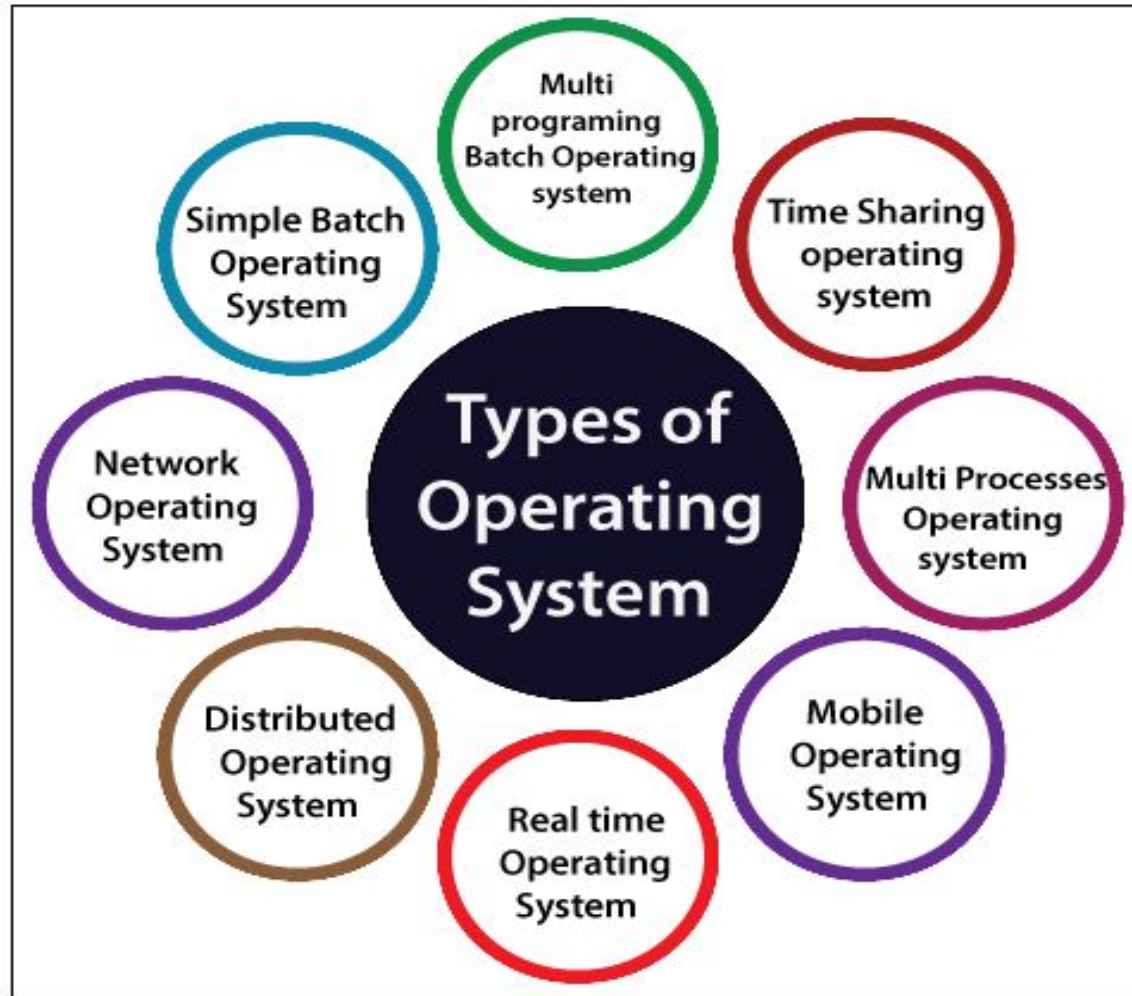 Multi
programing
Batch Operating
system
Time Sharing
operating
system
Multi Processes
Operating
system
Mobile
Operating
System
Real time
Operating
System
Distributed
Operating
System
Network
Operating
System
Simple Batch
Operating
System
Types of
Operating
System